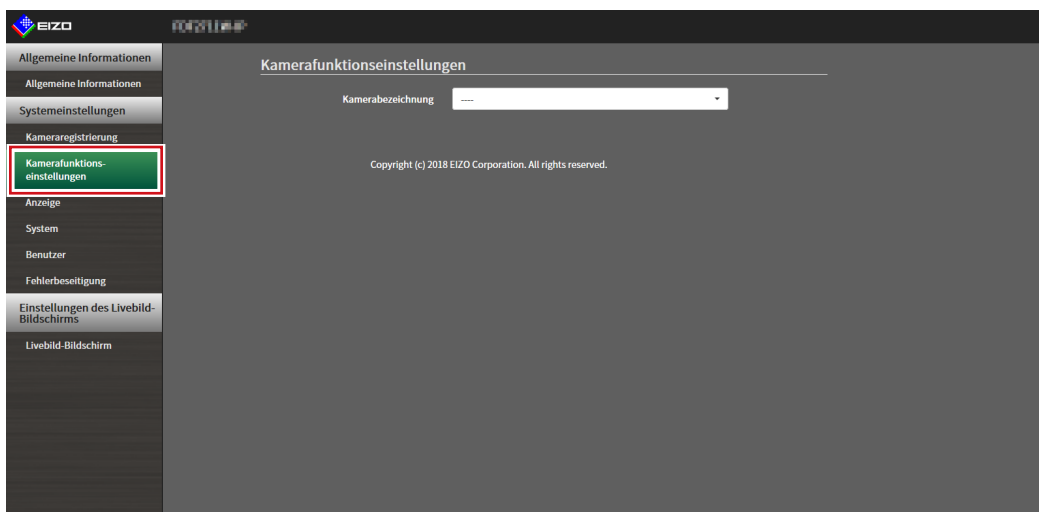 EIZO
Allgemeine Informationen
Allgemeine Informationen
Systemeinstellungen
Kameraregistrierung
Kamerafunktions-
einstellungen
Anzeige
System
Benutzer
Fehlerbeseitigung
Einstellungen des Livebild-
Bildschirms
Livebild-Bildschirm
Kamerafunktionseinstellungen
Kamerabezeichnung ----
Copyright (c) 2018 EIZO Corporation. All rights reserved.